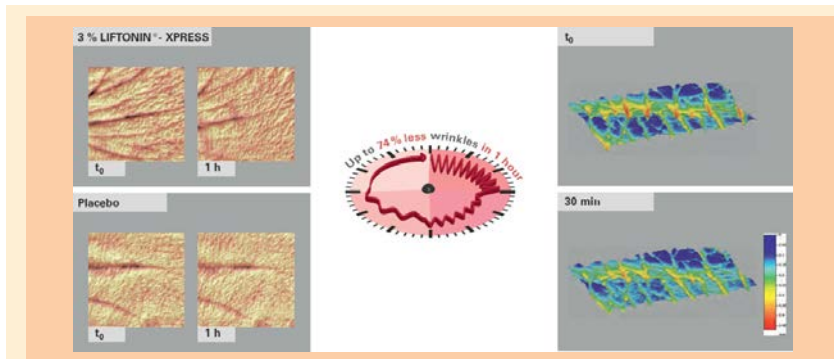 3 % LIFTONIN®- XPRESS
t0
1 h
Placebo
t0
1 h
Up to 74% less wrinkles in 1 hour
t0
30 min